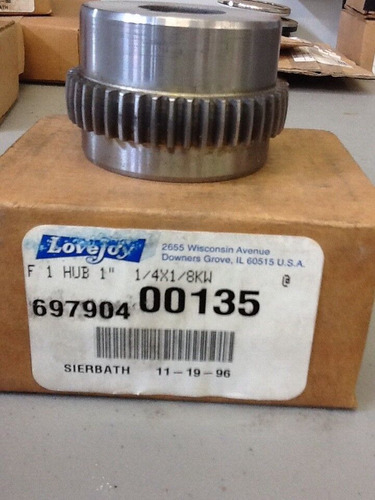 Lovejoy
2655 Wisconsin Avenue
Downers Grove, IL 60515 U.S.A.
F 1 HUB 1" 1/4X1/8KW @
697904 00135
SIERBATH 11-19-96